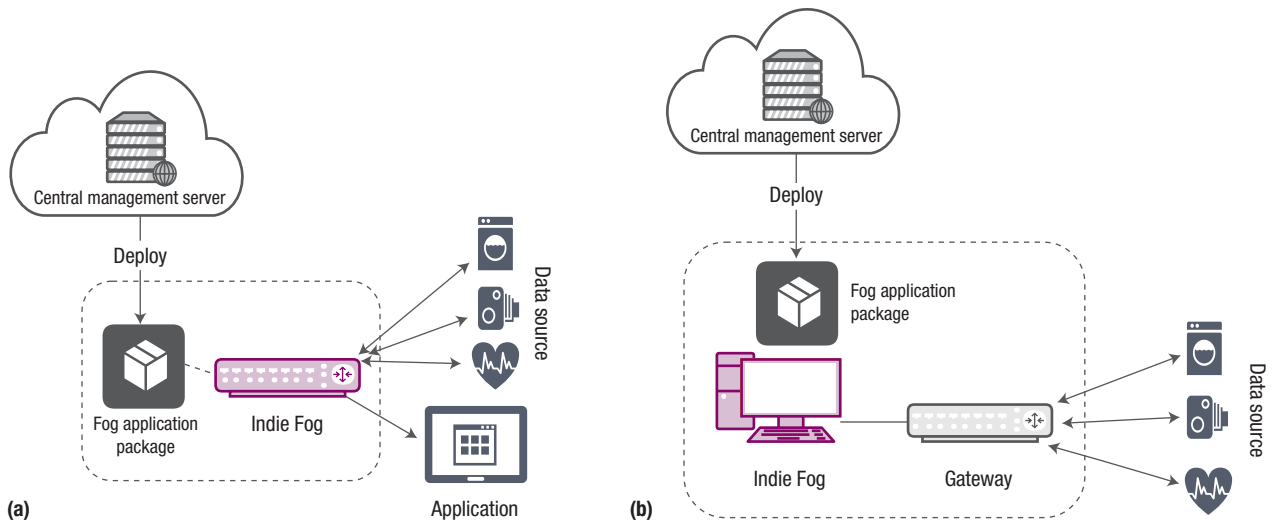 Central management server
Deploy
Fog application
package
Indie Fog
Data source
Application
(a)
Central management server
Deploy
Fog application
package
Indie Fog
Gateway
Data source
(b)